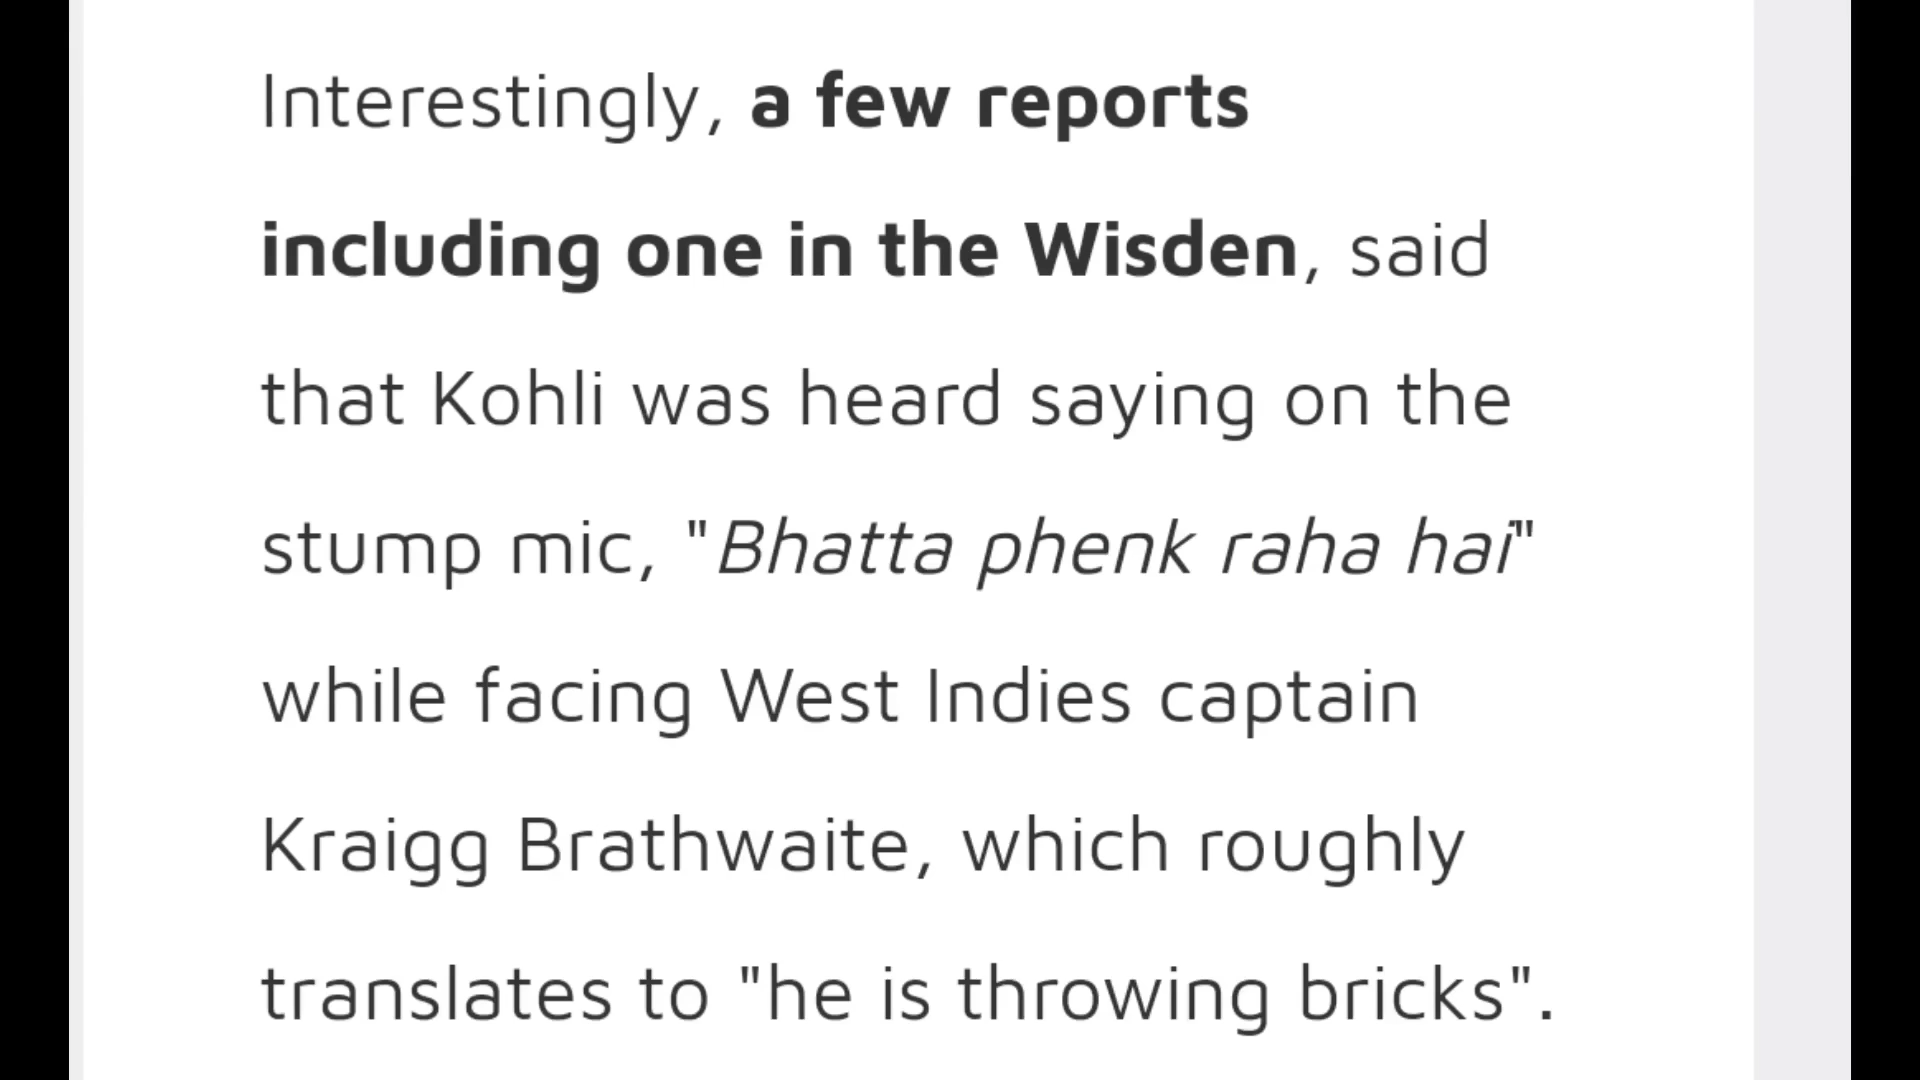 Interestingly, a few reports
including one in the Wisden, said
that Kohli was heard saying on the
stump mic, "Bhatta phenk raha hai"
while facing West Indies captain
Kraigg Brathwaite, which roughly
translates to "he is throwing bricks".